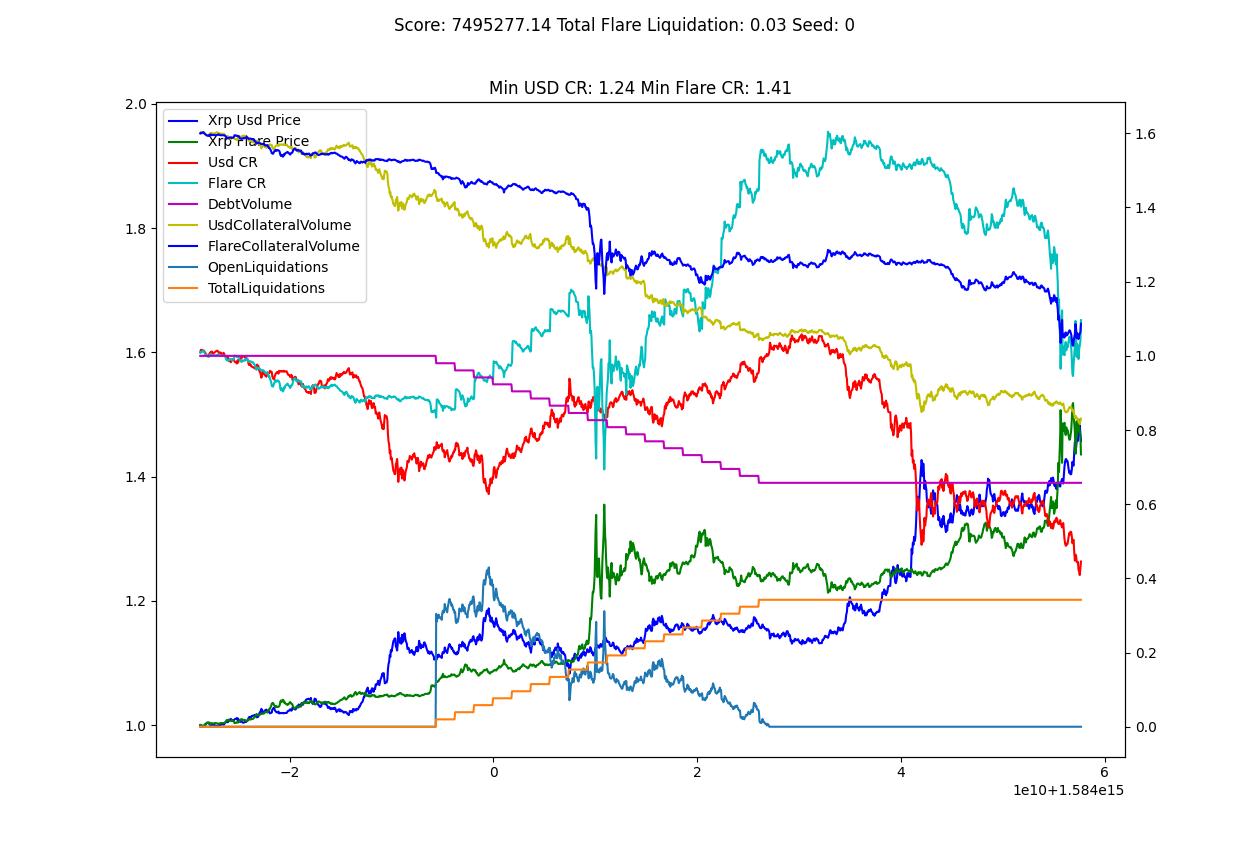 Score: 7495277.14 Total Flare Liquidation: 0.03 Seed: 0
Min USD CR: 1.24 Min Flare CR: 1.41
2.0
1.8
1.6
1.4
1.2
1.0
Xrp Usd Price
Xrp Flare Price
Usd CR
Flare CR
DebtVolume
UsdCollateralVolume
FlareCollateralVolume
OpenLiquidations
TotalLiquidations
1.6
1.4
1.2
1.0
0.8
0.6
0.4
0.2
0.0
−2 0 2 4 6
1e10+1.584e15